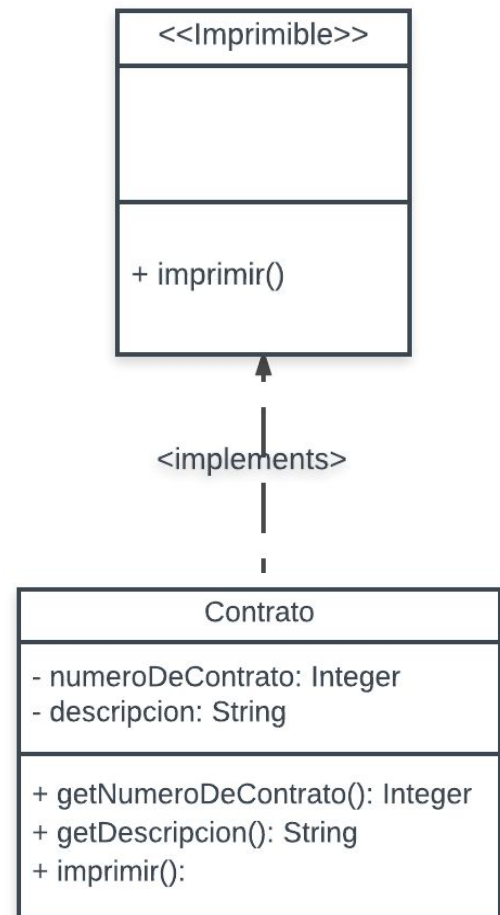 <<Imprimible>>
+ imprimir()
<implements>
Contrato
- numeroDeContrato: Integer
- descripcion: String
+ getNumeroDeContrato(): Integer
+ getDescripcion(): String
+ imprimir():